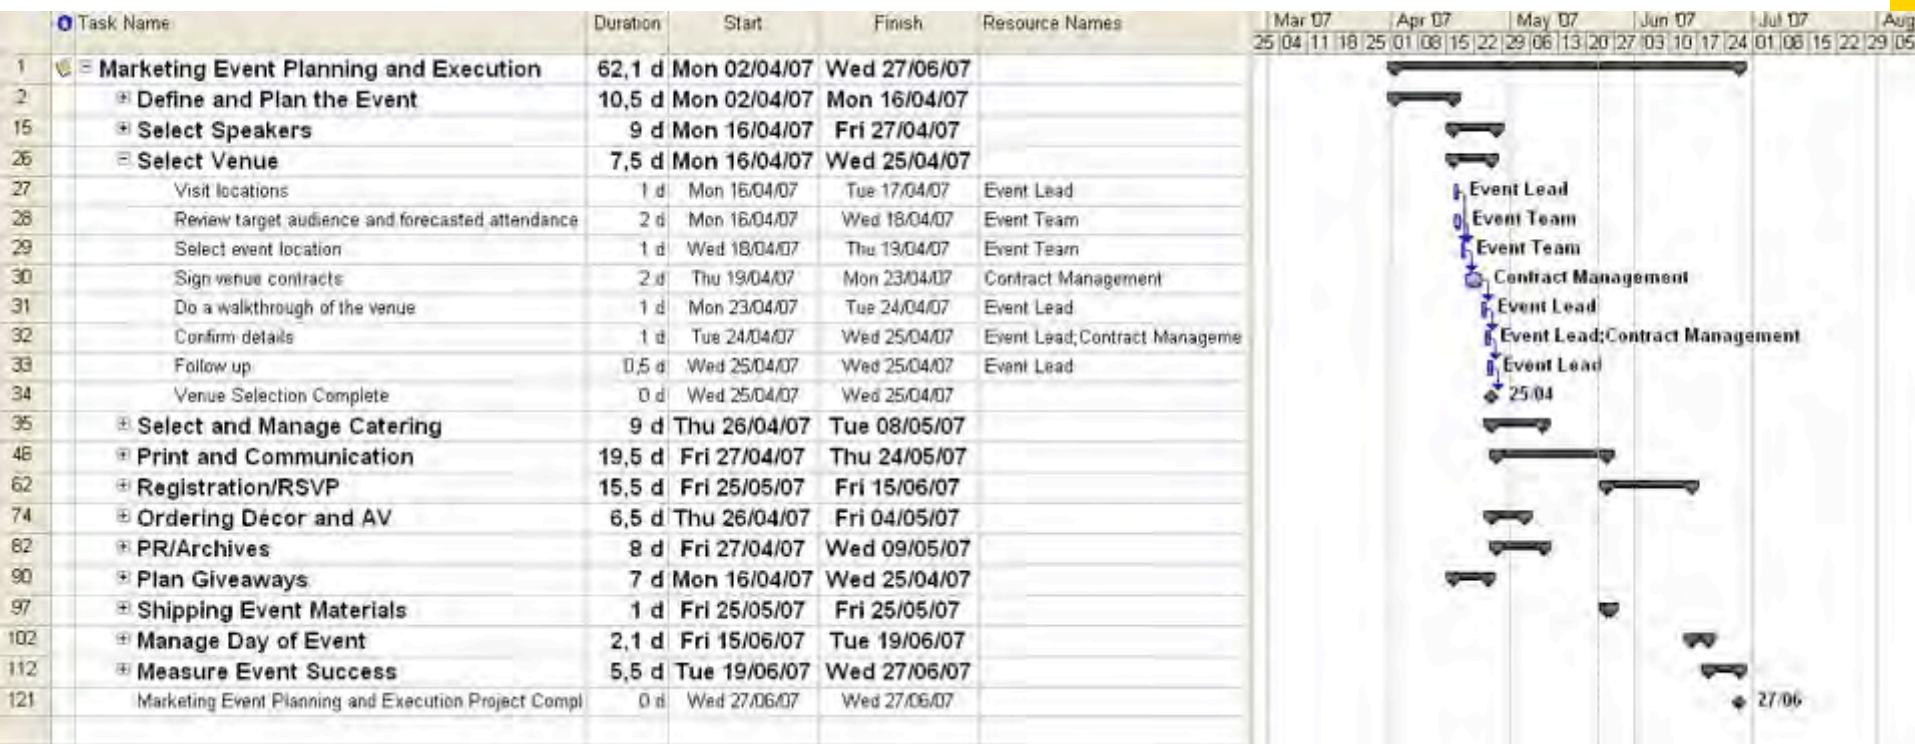 Task Name Duration Start Finish Resource Names Mar '07 Apr '07 May '07 Jun '07 Jul '07 Aug
25 04 11 18 25 01 08 15 22 29 06 13 20 27 03 10 17 24 01 08 15 22 29 05
1 Marketing Event Planning and Execution 62,1 d Mon 02/04/07 Wed 27/06/07
2 Define and Plan the Event 10,5 d Mon 02/04/07 Mon 16/04/07
15 Select Speakers 9 d Mon 16/04/07 Fri 27/04/07
26 Select Venue 7,5 d Mon 16/04/07 Wed 25/04/07
27 Visit locations 1 d Mon 16/04/07 Tue 17/04/07 Event Lead Event Lead
28 Review target audience and forecasted attendance 2 d Mon 16/04/07 Wed 18/04/07 Event Team Event Team
29 Select event location 1 d Wed 18/04/07 Thu 19/04/07 Event Team Event Team
30 Sign venue contracts 2 d Thu 19/04/07 Mon 23/04/07 Contract Management Contract Management
31 Do a walkthrough of the venue 1 d Mon 23/04/07 Tue 24/04/07 Event Lead Event Lead
32 Confirm details 1 d Tue 24/04/07 Wed 25/04/07 Event Lead;Contract Manageme Event Lead;Contract Management
33 Follow up 0,5 d Wed 25/04/07 Wed 25/04/07 Event Lead Event Lead
34 Venue Selection Complete 0 d Wed 25/04/07 Wed 25/04/07 25/04
35 Select and Manage Catering 9 d Thu 26/04/07 Tue 08/05/07
46 Print and Communication 19,5 d Fri 27/04/07 Thu 24/05/07
62 Registration/RSVP 15,5 d Fri 25/05/07 Fri 15/06/07
74 Ordering Décor and AV 6,5 d Thu 26/04/07 Fri 04/05/07
82 PR/Archives 8 d Fri 27/04/07 Wed 09/05/07
90 Plan Giveaways 7 d Mon 16/04/07 Wed 25/04/07
97 Shipping Event Materials 1 d Fri 25/05/07 Fri 25/05/07
102 Manage Day of Event 2,1 d Fri 15/06/07 Tue 19/06/07
112 Measure Event Success 5,5 d Tue 19/06/07 Wed 27/06/07
121 Marketing Event Planning and Execution Project Compl 0 d Wed 27/06/07 Wed 27/06/07 27/06